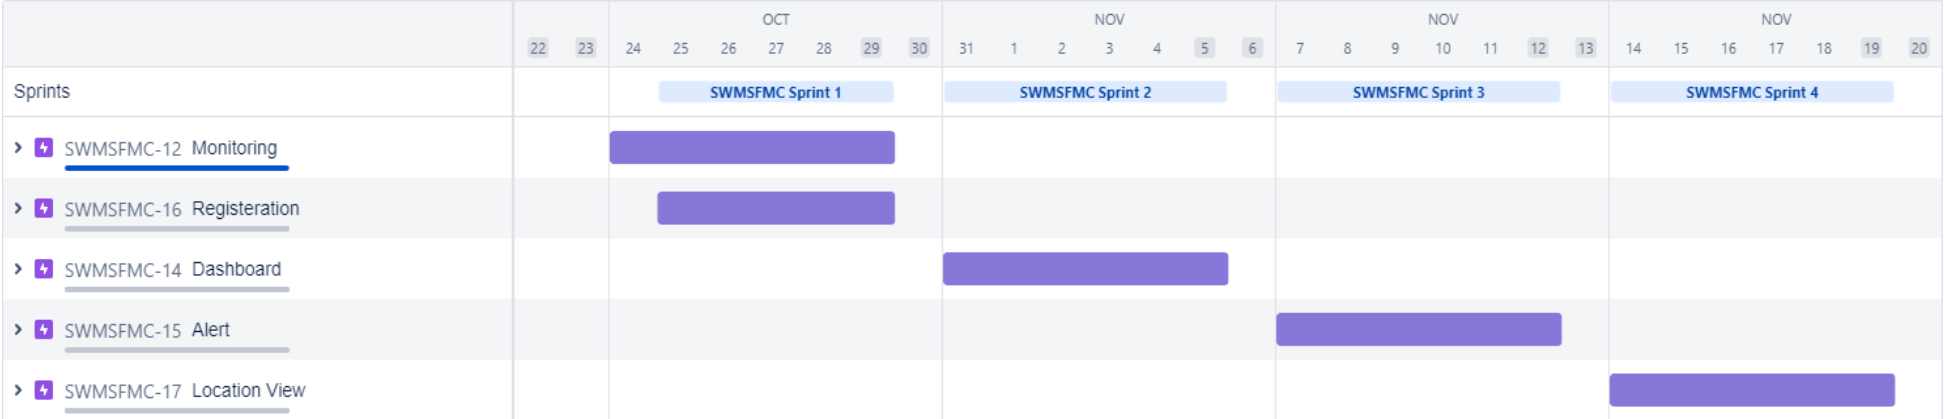 OCT NOV NOV NOV
22 23 24 25 26 27 28 29 30 31 1 2 3 4 5 6 7 8 9 10 11 12 13 14 15 16 17 18 19 20
Sprints SWMSFMC Sprint 1 SWMSFMC Sprint 2 SWMSFMC Sprint 3 SWMSFMC Sprint 4
SWMSFMC-12 Monitoring
SWMSFMC-16 Registeration
SWMSFMC-14 Dashboard
SWMSFMC-15 Alert
SWMSFMC-17 Location View